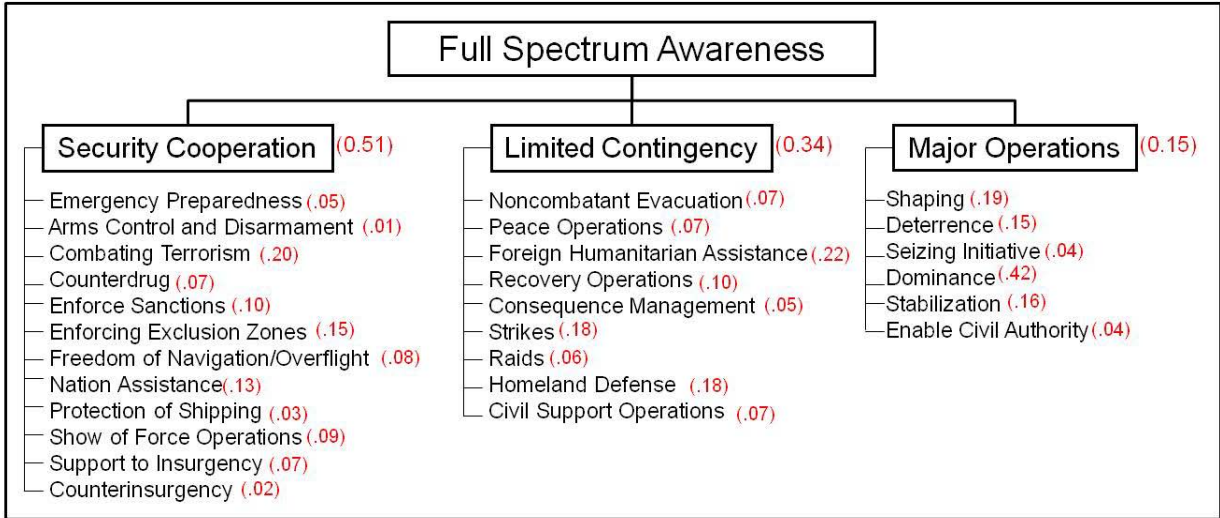 Full Spectrum Awareness
Security Cooperation (0.51)
Emergency Preparedness (.05)
Arms Control and Disarmament (.01)
Combating Terrorism (.20)
Counterdrug (.07)
Enforce Sanctions (.10)
Enforcing Exclusion Zones (.15)
Freedom of Navigation/Overflight (.08)
Nation Assistance (.13)
Protection of Shipping (.03)
Show of Force Operations (.09)
Support to Insurgency (.07)
Counterinsurgency (.02)
Limited Contingency (0.34)
Noncombatant Evacuation (.07)
Peace Operations (.07)
Foreign Humanitarian Assistance (.22)
Recovery Operations (.10)
Consequence Management (.05)
Strikes (.18)
Raids (.06)
Homeland Defense (.18)
Civil Support Operations (.07)
Major Operations (0.15)
Shaping (.19)
Deterrence (.15)
Seizing Initiative (.04)
Dominance (.42)
Stabilization (.16)
Enable Civil Authority (.04)